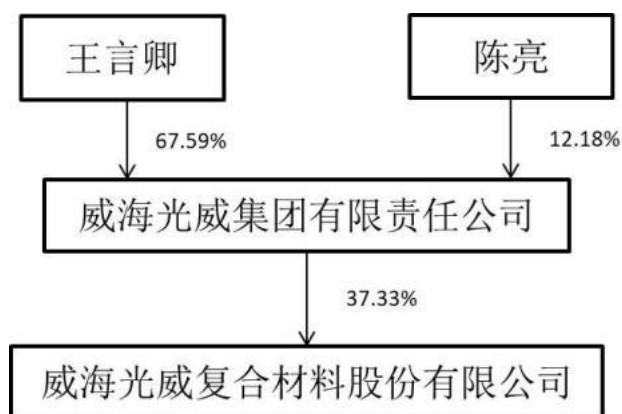 王言卿
陈亮
67.59%
12.18%
威海光威集团有限责任公司
37.33%
威海光威复合材料股份有限公司